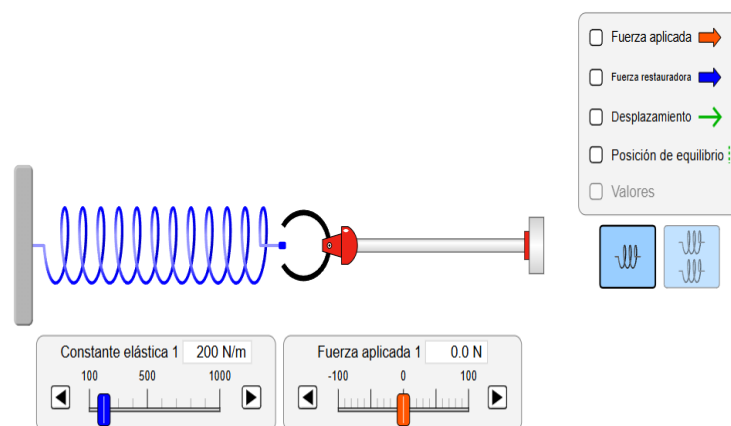 Fuerza aplicada
Fuerza restauradora
Desplazamiento
Posición de equilibrio
Valores
Constante elástica 1 200 N/m
100 500 1000
Fuerza aplicada 1 0.0 N
-100 0 100